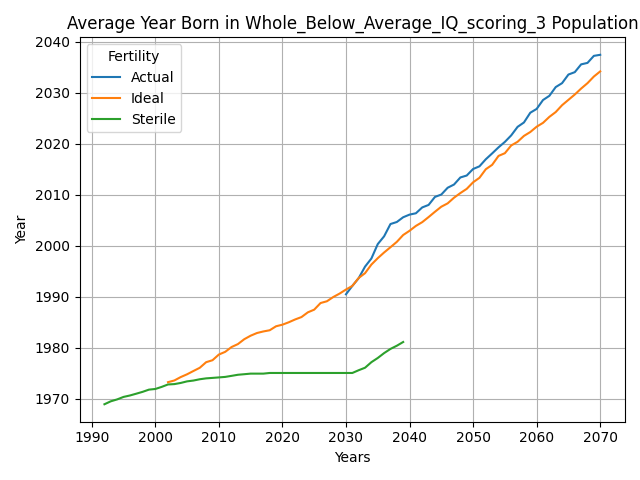 Average Year Born in Whole_Below_Average_IQ_scoring_3 Population
2040
2030
2020
2010
2000
1990
1980
1970
Year
Fertility
Actual
Ideal
Sterile
1990 2000 2010 2020 2030 2040 2050 2060 2070
Years